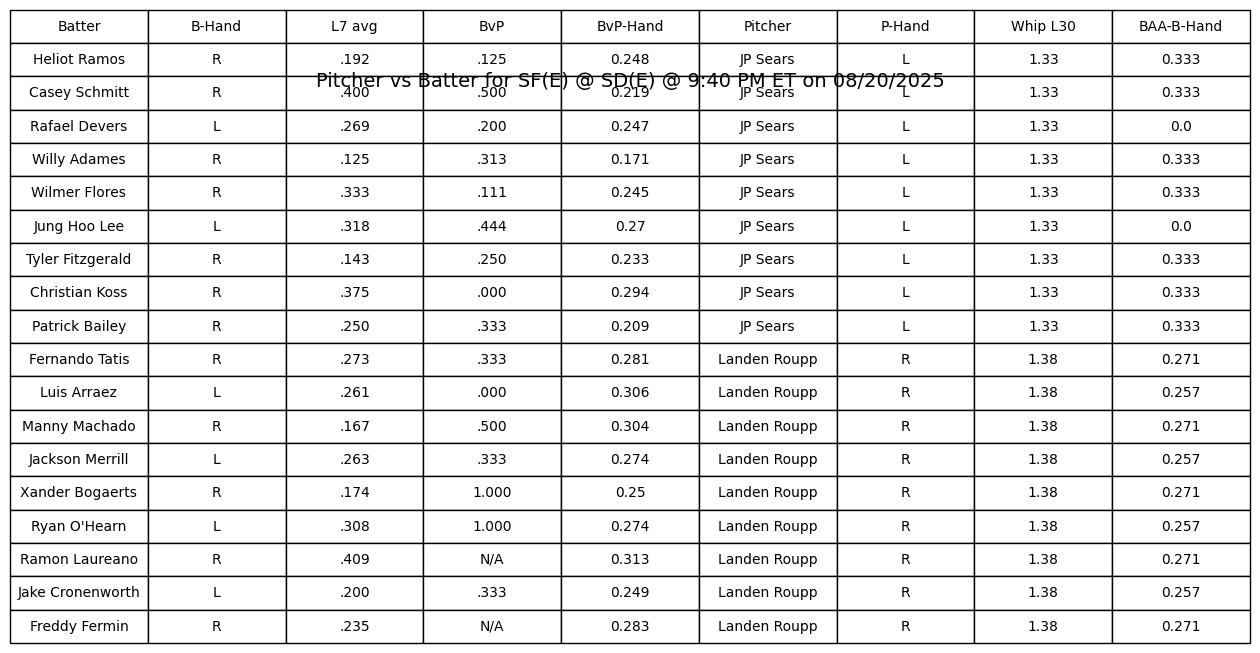 Batter B-Hand L7 avg BvP BvP-Hand Pitcher P-Hand Whip L30 BAA-B-Hand
Heliot Ramos R .192 .125 0.248 JP Sears L 1.33 0.333
Pitcher vs Batter for SF(E) @ SD(E) @ 9:40 PM ET on 08/20/2025
Casey Schmitt R .400 .500 0.219 JP Sears L 1.33 0.333
Rafael Devers L .269 .200 0.247 JP Sears L 1.33 0.0
Willy Adames R .125 .313 0.171 JP Sears L 1.33 0.333
Wilmer Flores R .333 .111 0.245 JP Sears L 1.33 0.333
Jung Hoo Lee L .318 .444 0.27 JP Sears L 1.33 0.0
Tyler Fitzgerald R .143 .250 0.233 JP Sears L 1.33 0.333
Christian Koss R .375 .000 0.294 JP Sears L 1.33 0.333
Patrick Bailey R .250 .333 0.209 JP Sears L 1.33 0.333
Fernando Tatis R .273 .333 0.281 Landen Roupp R 1.38 0.271
Luis Arraez L .261 .000 0.306 Landen Roupp R 1.38 0.257
Manny Machado R .167 .500 0.304 Landen Roupp R 1.38 0.271
Jackson Merrill L .263 .333 0.274 Landen Roupp R 1.38 0.257
Xander Bogaerts R .174 1.000 0.25 Landen Roupp R 1.38 0.271
Ryan O'Hearn L .308 1.000 0.274 Landen Roupp R 1.38 0.257
Ramon Laureano R .409 N/A 0.313 Landen Roupp R 1.38 0.271
Jake Cronenworth L .200 .333 0.249 Landen Roupp R 1.38 0.257
Freddy Fermin R .235 N/A 0.283 Landen Roupp R 1.38 0.271